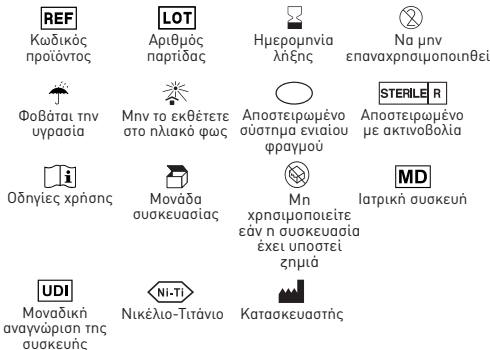 REF
LOT
Κωδικός
προϊόντος
Αριθμός
παρτίδας
Ημερομηνία
λήξης
2
Να μην
επαναχρησιμοποιηθεί
Φοβάται την
υγρασία
Μην το εκθέτετε
στο ηλιακό φως
Αποστειρωμένο
σύστημα ενιαίου
φραγμού
STERILE R
Αποστειρωμένο
με ακτινοβολία
i
Οδηγίες χρήσης
Μονάδα
συσκευασίας
Μη
χρησιμοποιείτε
εάν η συσκευασία
έχει υποστεί
ζημιά
MD
Ιατρική συσκευή
UDI
Μοναδική
αναγνώριση της
συσκευής
Ni-Ti
Νικέλιο-Τιτάνιο
Κατασκευαστής